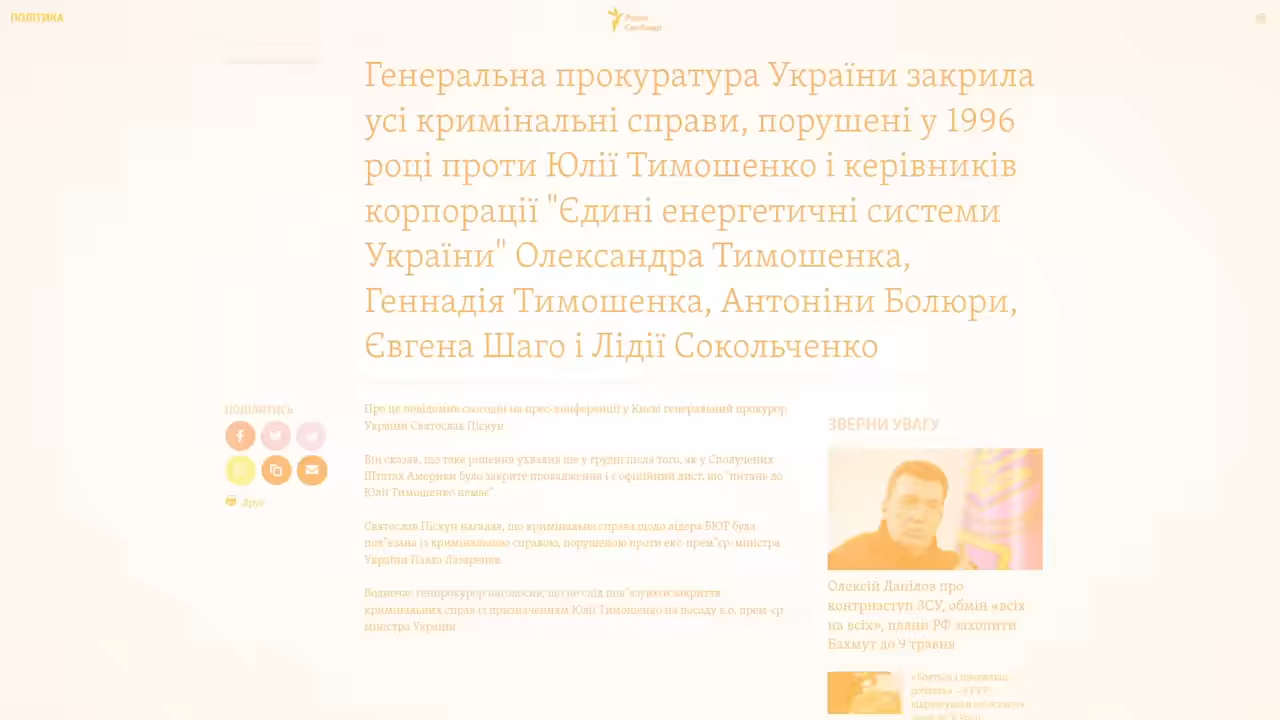 ПОЛІТИКА
Радіо
Свобода
Генеральна прокуратура України закрила
усі кримінальні справи, порушені у 1996
році проти Юлії Тимошенко і керівників
корпорації "Єдині енергетичні системи
України" Олександра Тимошенка,
Геннадія Тимошенка, Антоніни Болюри,
Євгена Шаго і Лідії Сокольченко
ПОДІЛИТИСЬ
Друк
Про це повідомив сьогодні на прес-конференції у Києві генеральний прокурор
України Святослав Піскун.
Він сказав, що таке рішення ухвалив ще у грудні після того, як у Сполучених
Штатах Америки було закрите провадження і є офіційний лист, що "питань до
Юлії Тимошенко немає".
Святослав Піскун нагадав, що кримінальна справа щодо лідера БЮТ була
пов"язана із кримінальною справою, порушеною проти екс-прем"єр-міністра
України Павла Лазаренка.
Водночас генпрокурор наголосив, що не слід пов"язувати закриття
кримінальних справ із призначенням Юлії Тимошенко на посаду в.о. прем-єр
міністра України.
ЗВЕРНИ УВАГУ
Олексій Данілов про
контрнаступ ЗСУ, обмін «всіх
на всіх», плани РФ захопити
Бахмут до 9 травня
«Бояться і